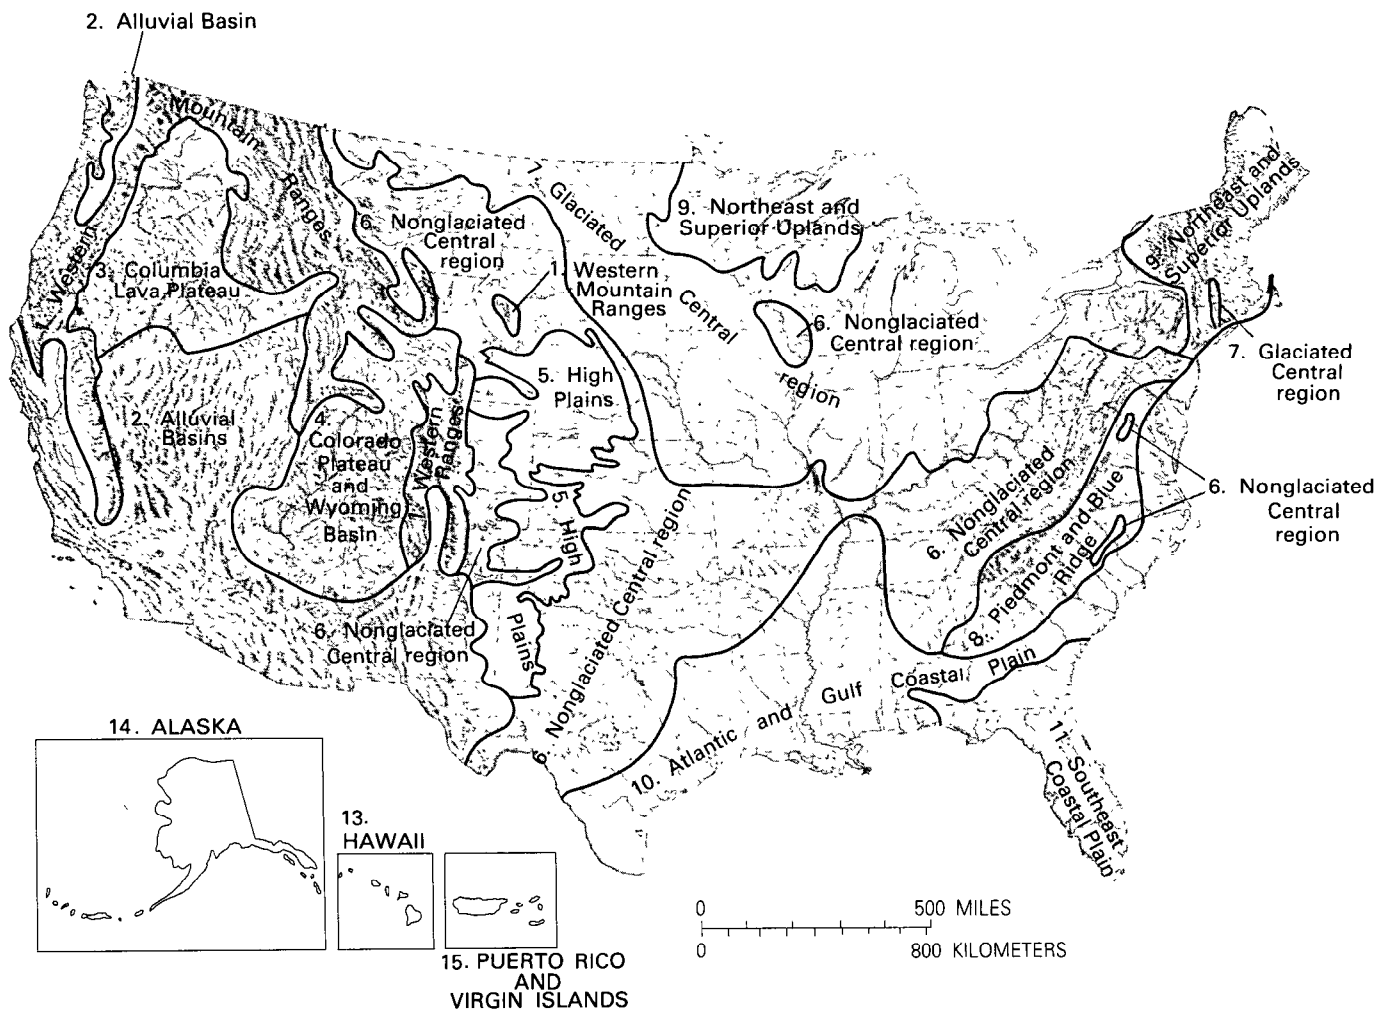 2. Alluvial Basin
Mountain
Ranges
1. Western
3. Columbia
Lava Plateau
6. Nonglaciated
Central
region
7. Glaciated
Central
region
9. Northeast and
Superior Uplands
9. Northeast and
Superior Uplands
1. Western
Mountain
Ranges
6. Nonglaciated
Central region
7. Glaciated
Central
region
5. High
Plains
2. Alluvial
Basins
4.
Colorado
Plateau
and
Wyoming
Basin
Western
Ranges
5. High
Plains
6. Nonglaciated Central region
6. Nonglaciated
Central region
6. Nonglaciated
Central
region
8. Piedmont and Blue
Ridge
6. Nonglaciated
Central region
10. Atlantic and Gulf Coastal Plain
11. Southeast
Coastal Plain
14. ALASKA
13.
HAWAII
15. PUERTO RICO
AND
VIRGIN ISLANDS
0 500 MILES
0 800 KILOMETERS